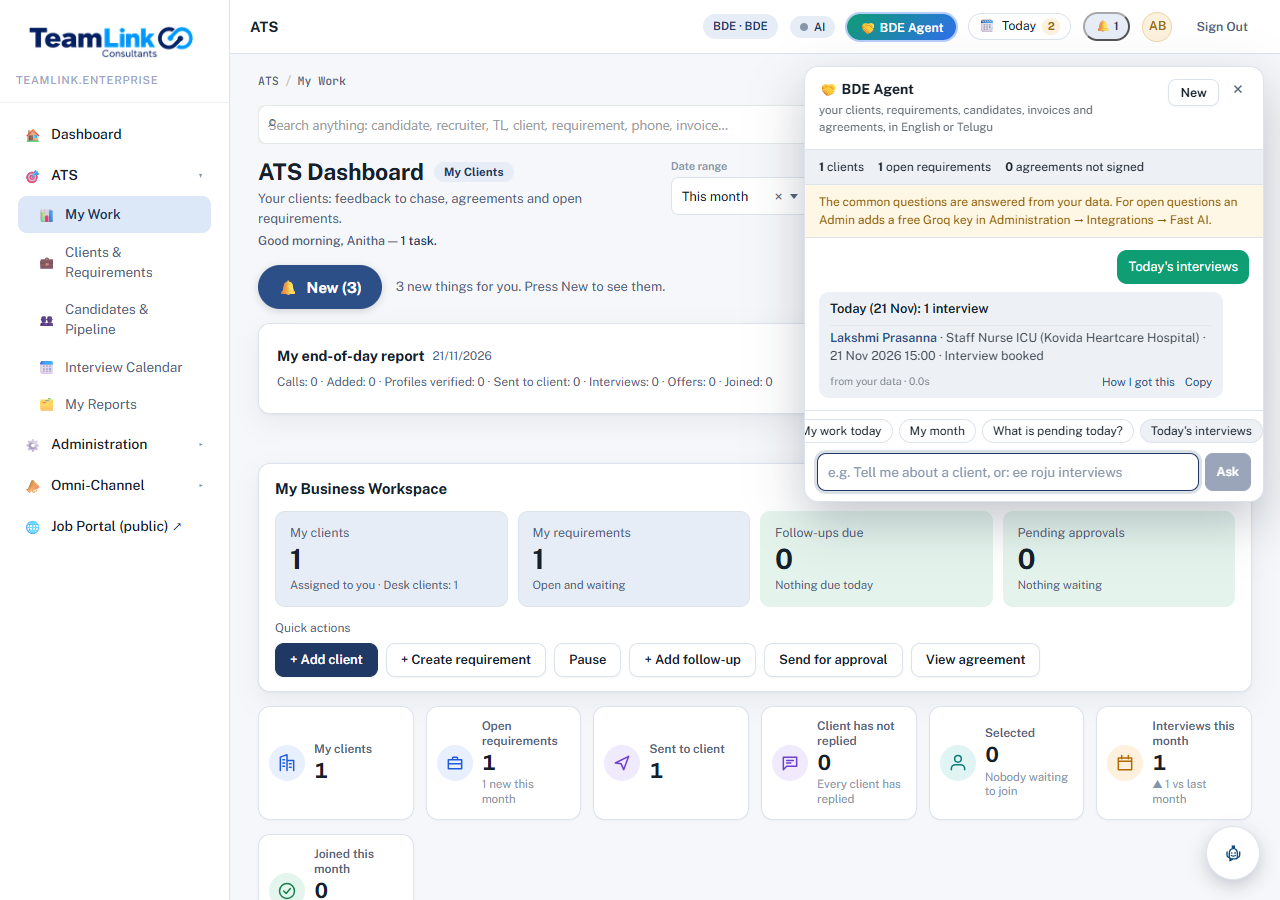 TeamLink
Consultants
TEAMLINK.ENTERPRISE
Dashboard
ATS
My Work
Clients &
Requirements
Candidates &
Pipeline
Interview Calendar
My Reports
Administration
Omni-Channel
Job Portal (public) ↗
ATS
BDE · BDE
AI
BDE Agent
Today 2
1
AB
Sign Out
ATS / My Work
Search anything: candidate, recruiter, TL, client, requirement, phone, invoice...
ATS Dashboard
My Clients
Your clients: feedback to chase, agreements and open
requirements.
Good morning, Anitha — 1 task.
Date range
This month ×
New (3)
3 new things for you. Press New to see them.
My end-of-day report 21/11/2026
Calls: 0 · Added: 0 · Profiles verified: 0 · Sent to client: 0 · Interviews: 0 · Offers: 0 · Joined: 0
BDE Agent
New
×
your clients, requirements, candidates, invoices and
agreements, in English or Telugu
1 clients 1 open requirements 0 agreements not signed
The common questions are answered from your data. For open questions an
Admin adds a free Groq key in Administration → Integrations → Fast AI.
Today's interviews
Today (21 Nov): 1 interview
Lakshmi Prasanna · Staff Nurse ICU (Kovida Heartcare Hospital) ·
21 Nov 2026 15:00 · Interview booked
from your data · 0.0s
How I got this Copy
My work today
My month
What is pending today?
Today's interviews
e.g. Tell me about a client, or: ee roju interviews
Ask
My Business Workspace
My clients
1
Assigned to you · Desk clients: 1
My requirements
1
Open and waiting
Follow-ups due
0
Nothing due today
Pending approvals
0
Nothing waiting
Quick actions
+ Add client
+ Create requirement
Pause
+ Add follow-up
Send for approval
View agreement
My clients
1
Open
requirements
1
1 new this
month
Sent to client
1
Client has not
replied
0
Every client has
replied
Selected
0
Nobody waiting
to join
Interviews this
month
1
▲ 1 vs last
month
Joined this
month
0